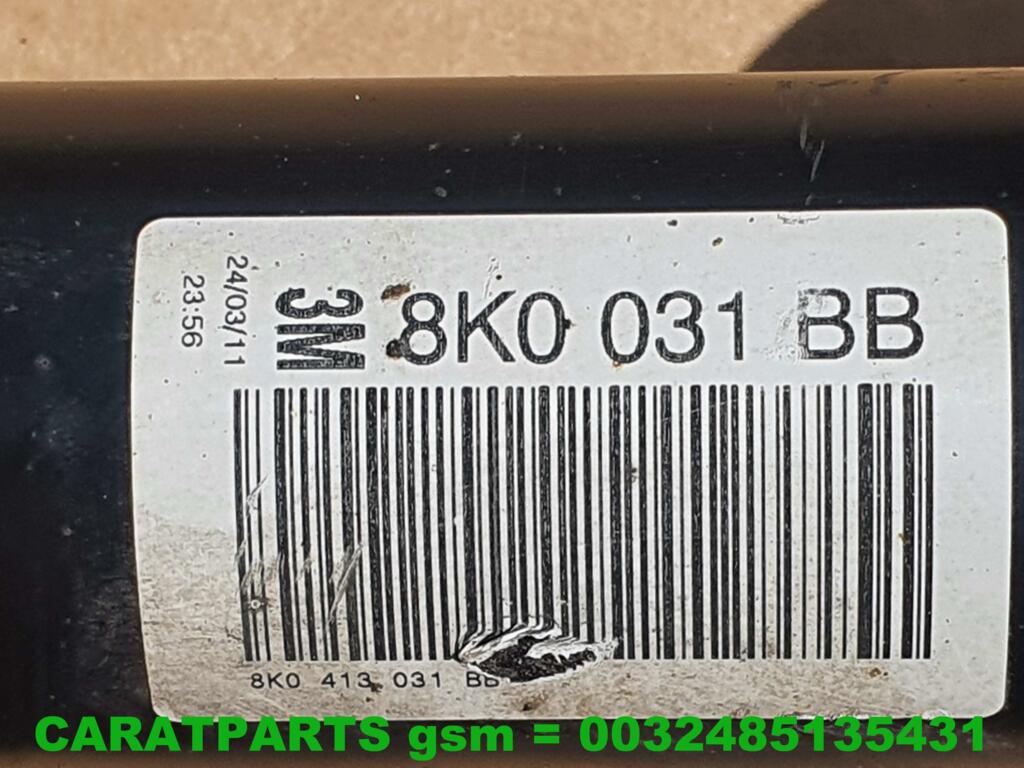 24/03/11
23:56
3M
8K0 031 BB
8K0 413 031 BB
CARATPARTS gsm = 0032485135431